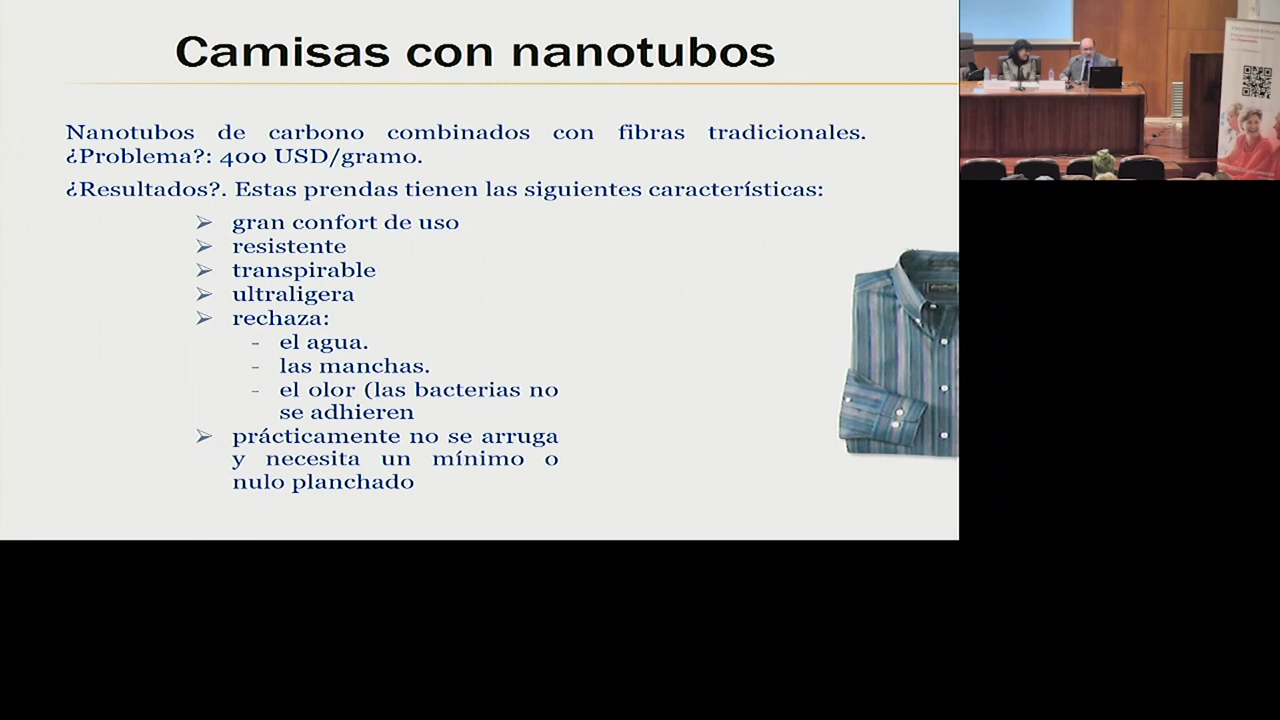 Camisas con nanotubos
Nanotubos de carbono combinados con fibras tradicionales.
¿Problema?: 400 USD/gramo.
¿Resultados?. Estas prendas tienen las siguientes características:
➢ gran confort de uso
➢ resistente
➢ transpirable
➢ ultraligera
➢ rechaza:
- el agua.
- las manchas.
- el olor (las bacterias no
se adhieren
➢ prácticamente no se arruga
y necesita un mínimo o
nulo planchado